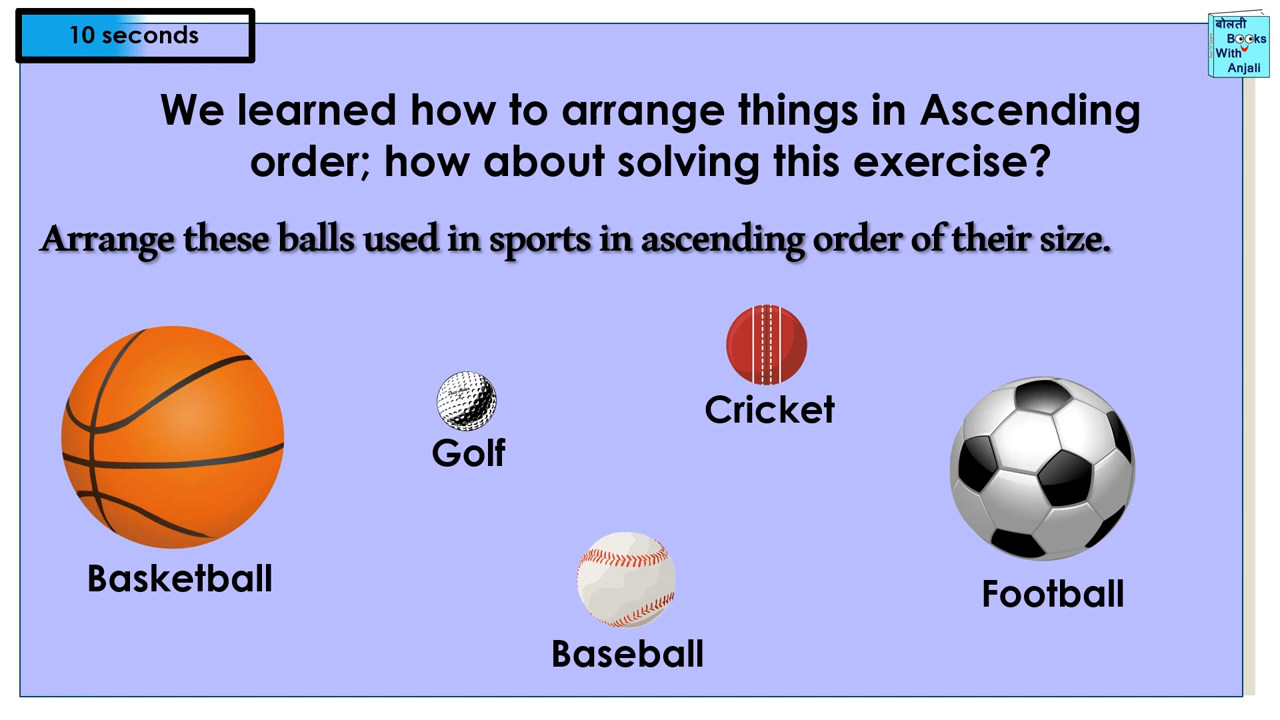 10 seconds
बोलती
Books
With
Anjali
We learned how to arrange things in Ascending
order; how about solving this exercise?
Arrange these balls used in sports in ascending order of their size.
Cricket
Golf
Basketball
Football
Baseball